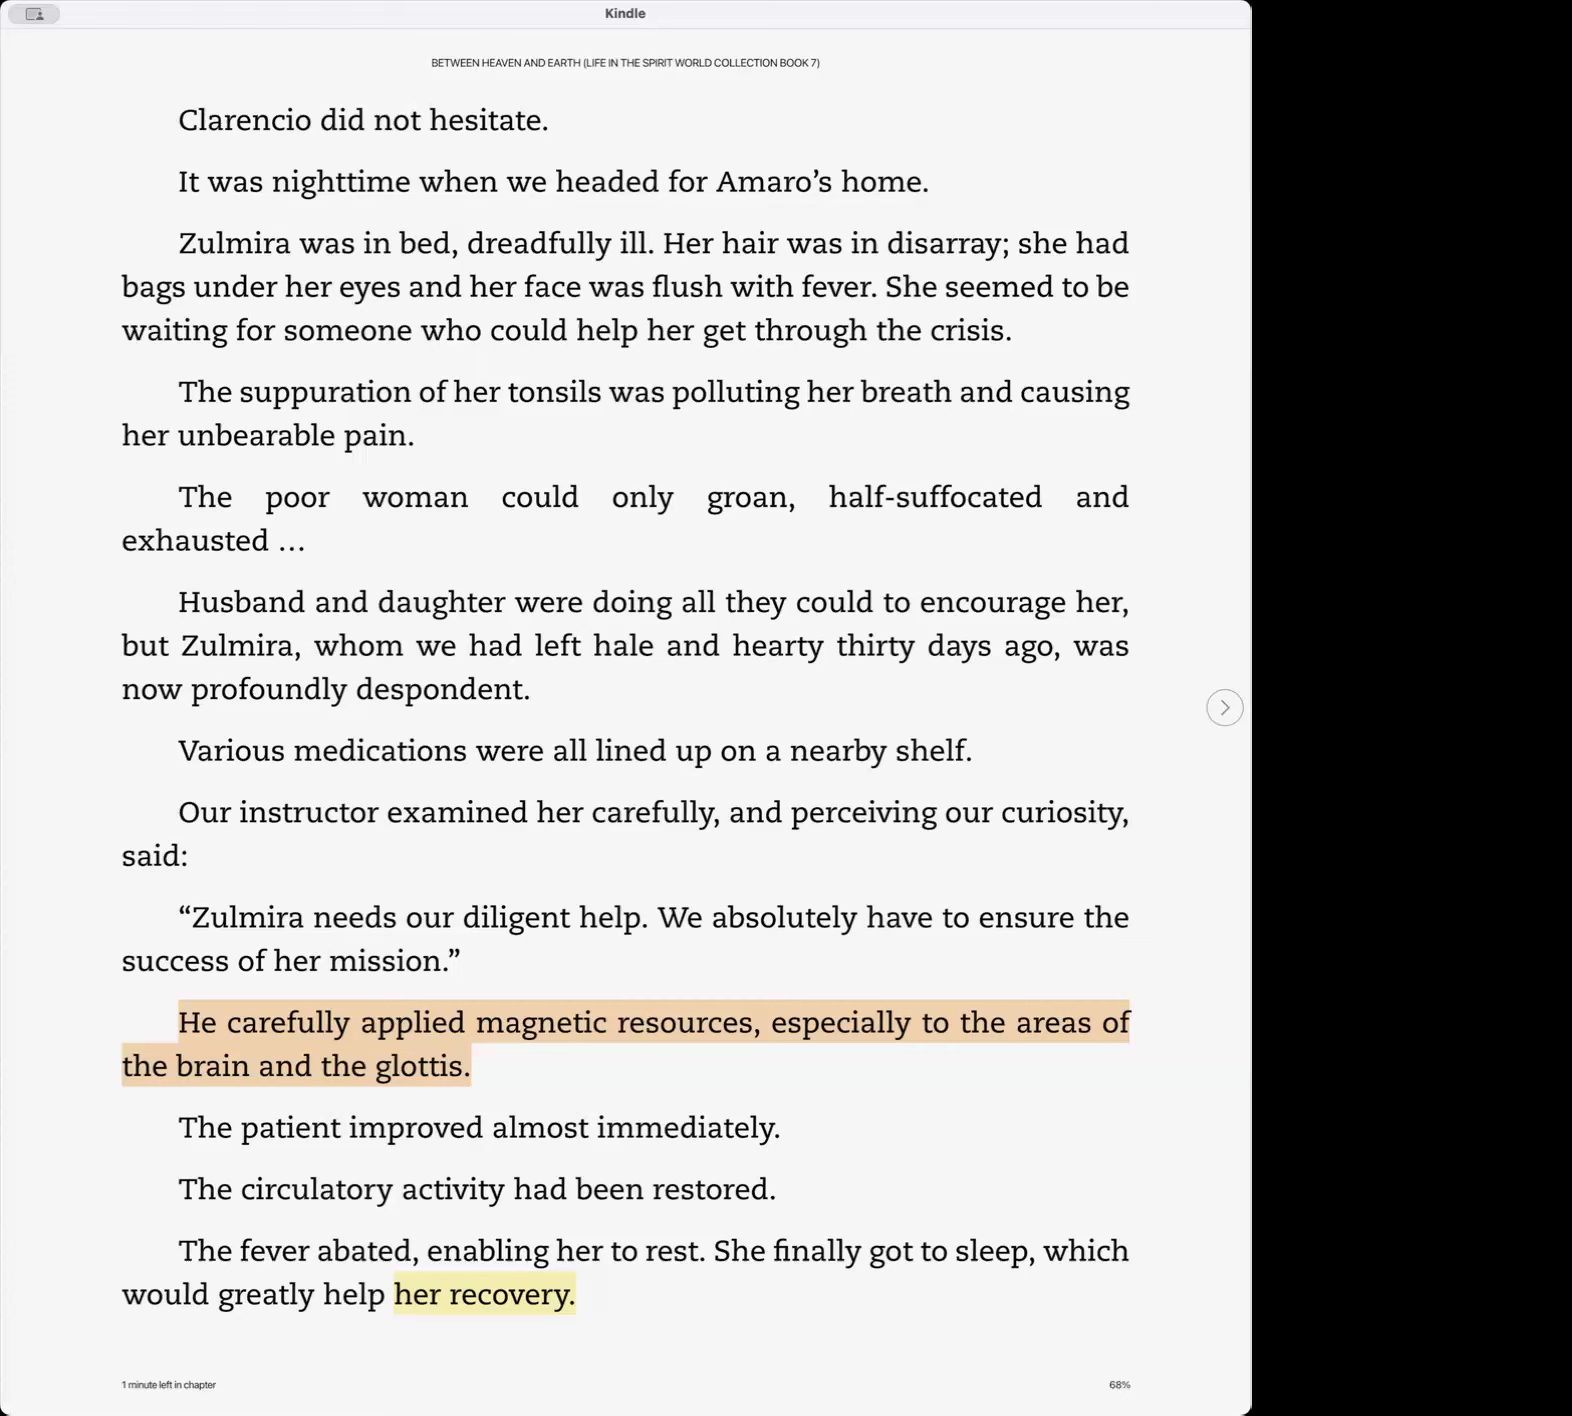 Kindle
BETWEEN HEAVEN AND EARTH (LIFE IN THE SPIRIT WORLD COLLECTION BOOK 7)
Clarencio did not hesitate.
It was nighttime when we headed for Amaro’s home.
Zulmira was in bed, dreadfully ill. Her hair was in disarray; she had
bags under her eyes and her face was flush with fever. She seemed to be
waiting for someone who could help her get through the crisis.
The suppuration of her tonsils was polluting her breath and causing
her unbearable pain.
The poor woman could only groan, half-suffocated and
exhausted …
Husband and daughter were doing all they could to encourage her,
but Zulmira, whom we had left hale and hearty thirty days ago, was
now profoundly despondent.
Various medications were all lined up on a nearby shelf.
Our instructor examined her carefully, and perceiving our curiosity,
said:
“Zulmira needs our diligent help. We absolutely have to ensure the
success of her mission.”
He carefully applied magnetic resources, especially to the areas of
the brain and the glottis.
The patient improved almost immediately.
The circulatory activity had been restored.
The fever abated, enabling her to rest. She finally got to sleep, which
would greatly help her recovery.
1 minute left in chapter
68%